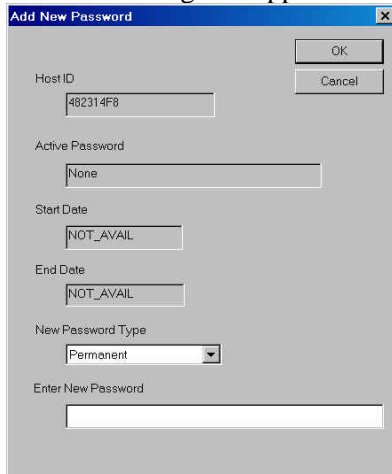 Add New Password
OK
Host ID
Cancel
482314F8
Active Password
None
Start Date
NOT_AVAIL
End Date
NOT_AVAIL
New Password Type
Permanent
Enter New Password